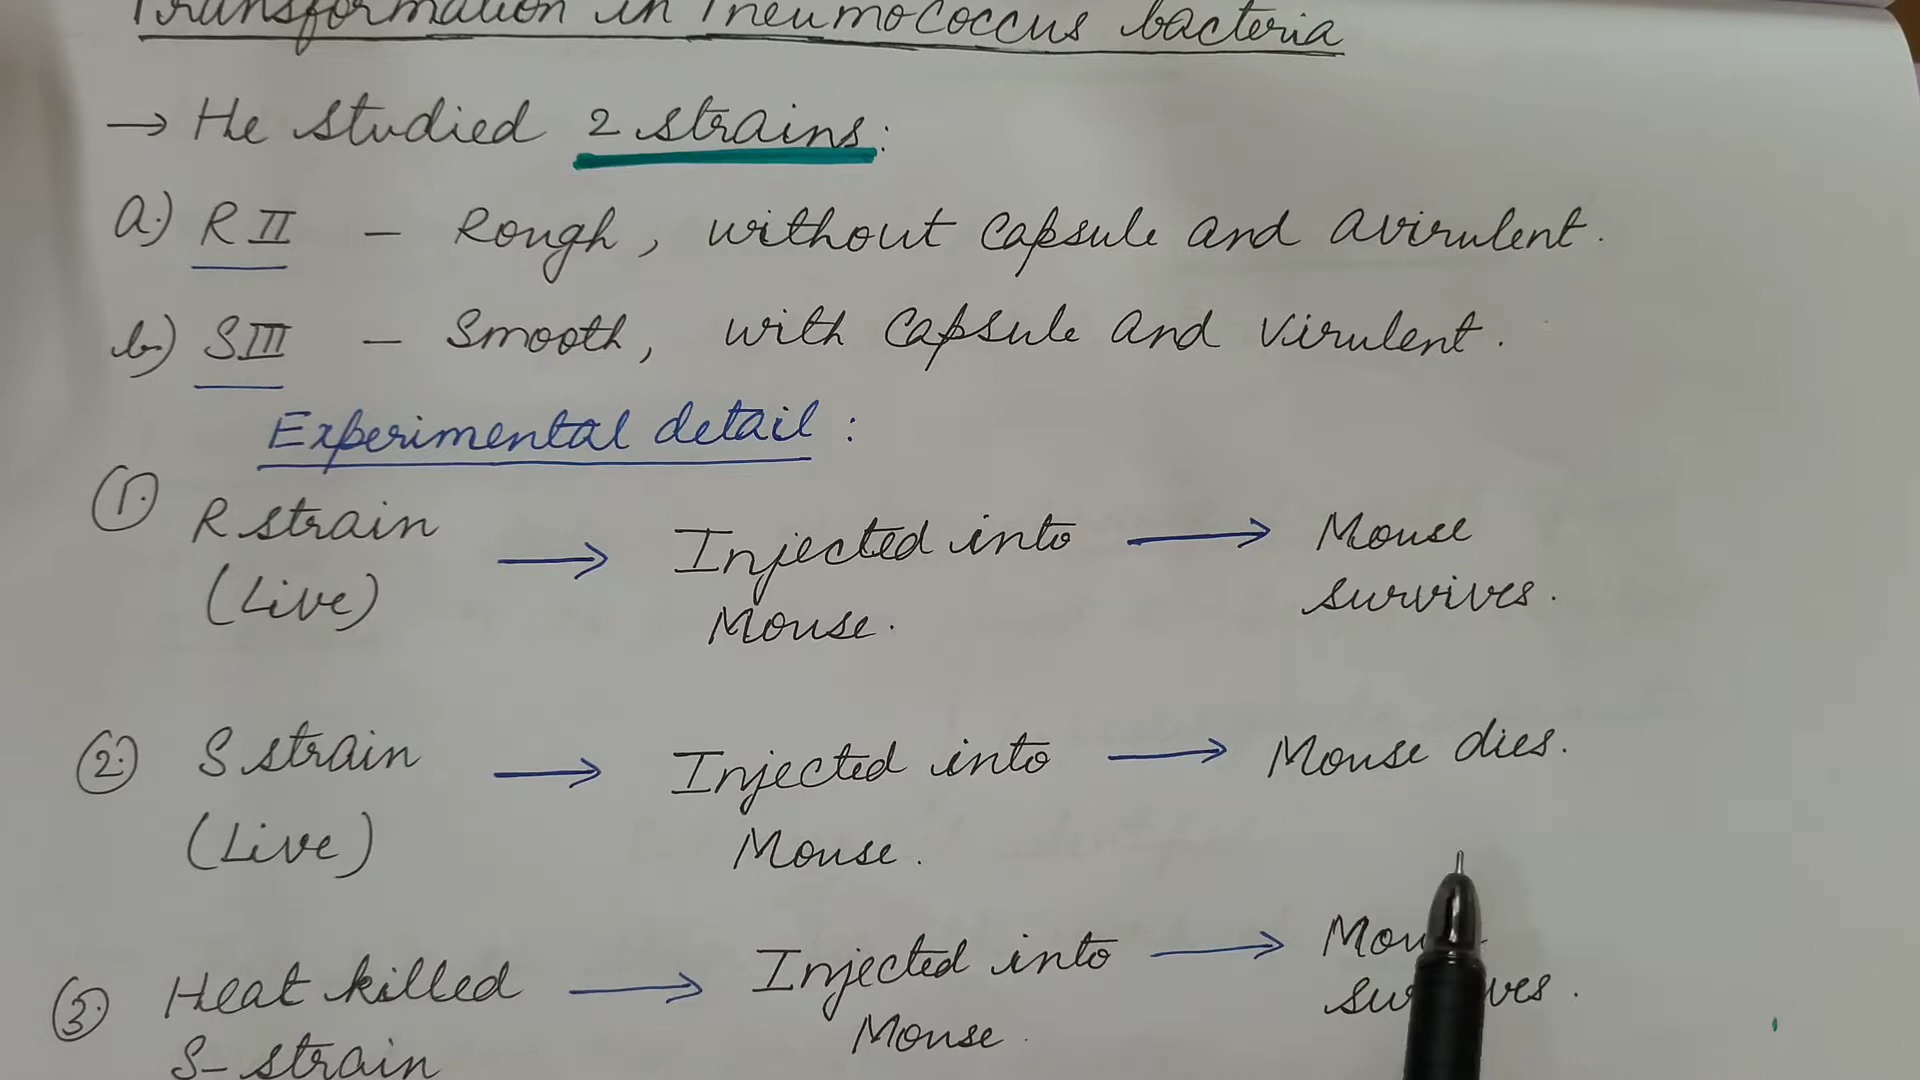 Transformation in Pneumococcus bacteria
→ He studied 2 strains:
a.) R II – Rough, without capsule and avirulent.
b.) S III – Smooth, with capsule and virulent.
Experimental detail :
1. R strain (Live) → Injected into Mouse. → Mouse survives.
2. S strain (Live) → Injected into Mouse. → Mouse dies.
3. Heat killed S- strain → Injected into Mouse. → Mouse survives.